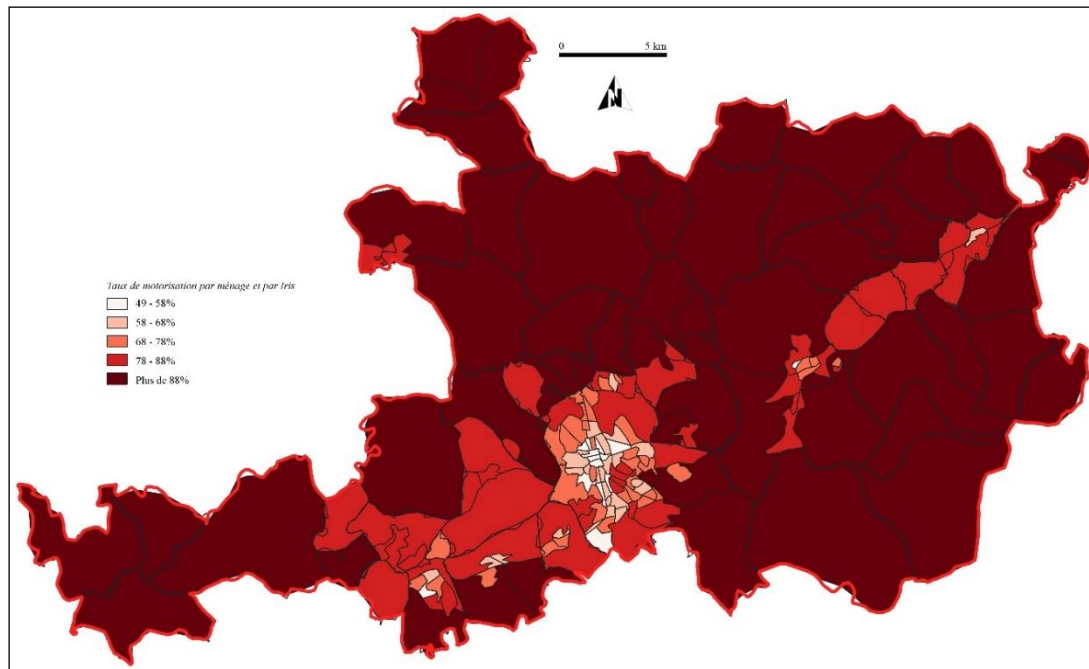 0 5 km
N
Taux de motorisation par ménage et par Iris
49 - 58%
58 - 68%
68 - 78%
78 - 88%
Plus de 88%